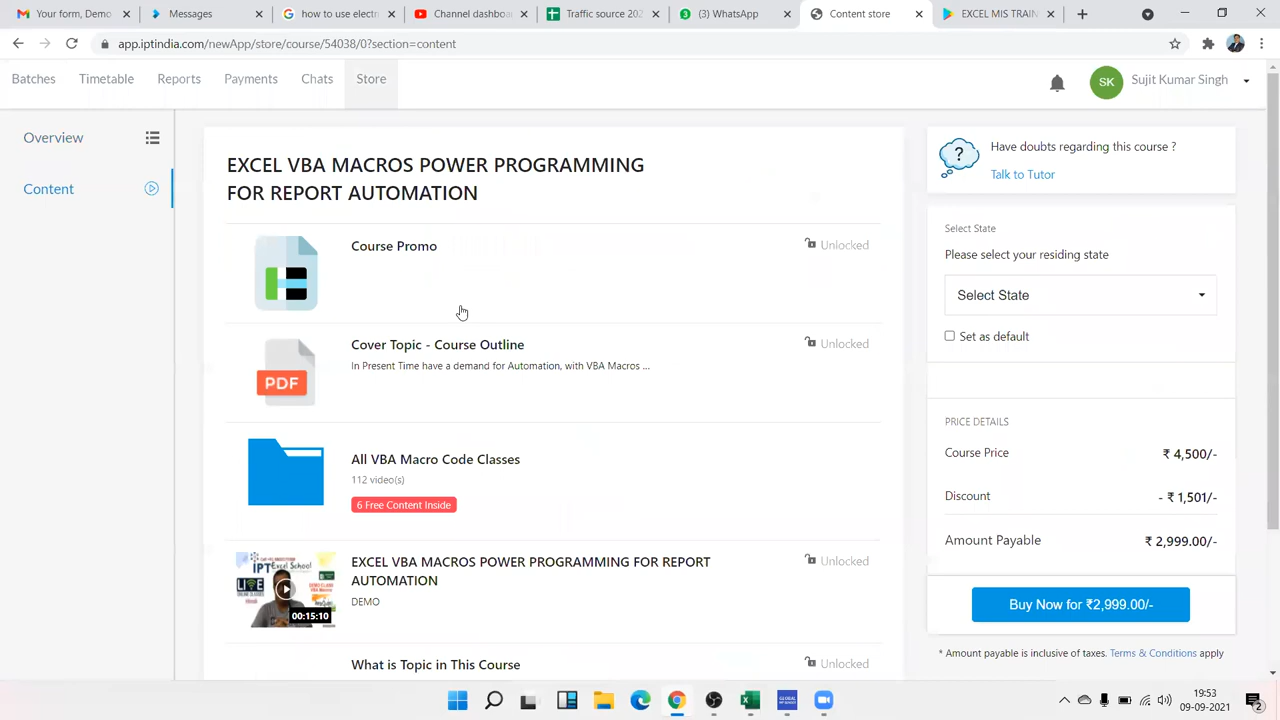 Your form, Demo
Messages
how to use electr
Channel dashboa
Traffic source 202
(3) WhatsApp
Content store
EXCEL MIS TRAIN
app.iptindia.com/newApp/store/course/54038/0?section=content
Batches
Timetable
Reports
Payments
Chats
Store
SK
Sujit Kumar Singh
Overview
Content
EXCEL VBA MACROS POWER PROGRAMMING
FOR REPORT AUTOMATION
Course Promo
Unlocked
Cover Topic - Course Outline
Unlocked
In Present Time have a demand for Automation, with VBA Macros ...
PDF
All VBA Macro Code Classes
112 video(s)
6 Free Content Inside
EXCEL VBA MACROS POWER PROGRAMMING FOR REPORT
AUTOMATION
Unlocked
DEMO
IPT Excel School
LIVE
00:15:10
What is Topic in This Course
Unlocked
?
Have doubts regarding this course ?
Talk to Tutor
Select State
Please select your residing state
Select State
Set as default
PRICE DETAILS
Course Price
₹ 4,500/-
Discount
- ₹ 1,501/-
Amount Payable
₹ 2,999.00/-
Buy Now for ₹2,999.00/-
* Amount payable is inclusive of taxes. Terms & Conditions apply
19:53
09-09-2021
2